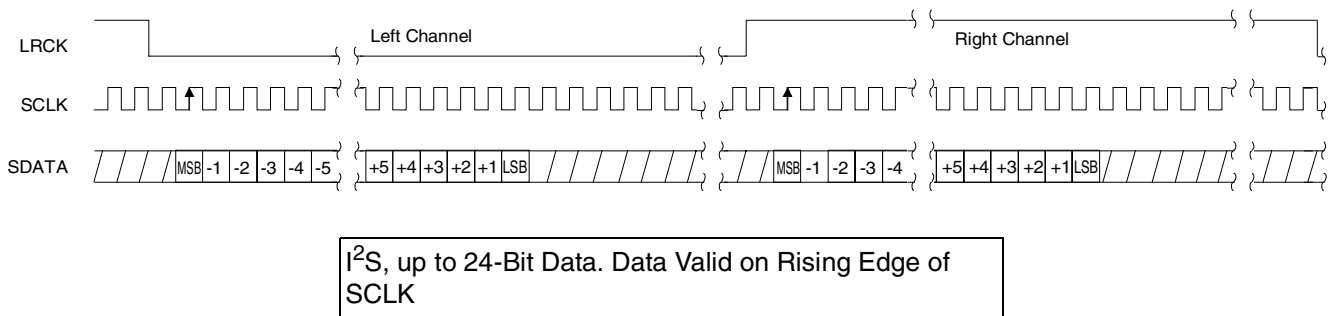 LRCK Left Channel Right Channel
SCLK
SDATA MSB -1 -2 -3 -4 -5 +5 +4 +3 +2 +1 LSB MSB -1 -2 -3 -4 +5 +4 +3 +2 +1 LSB
I²S, up to 24-Bit Data. Data Valid on Rising Edge of
SCLK